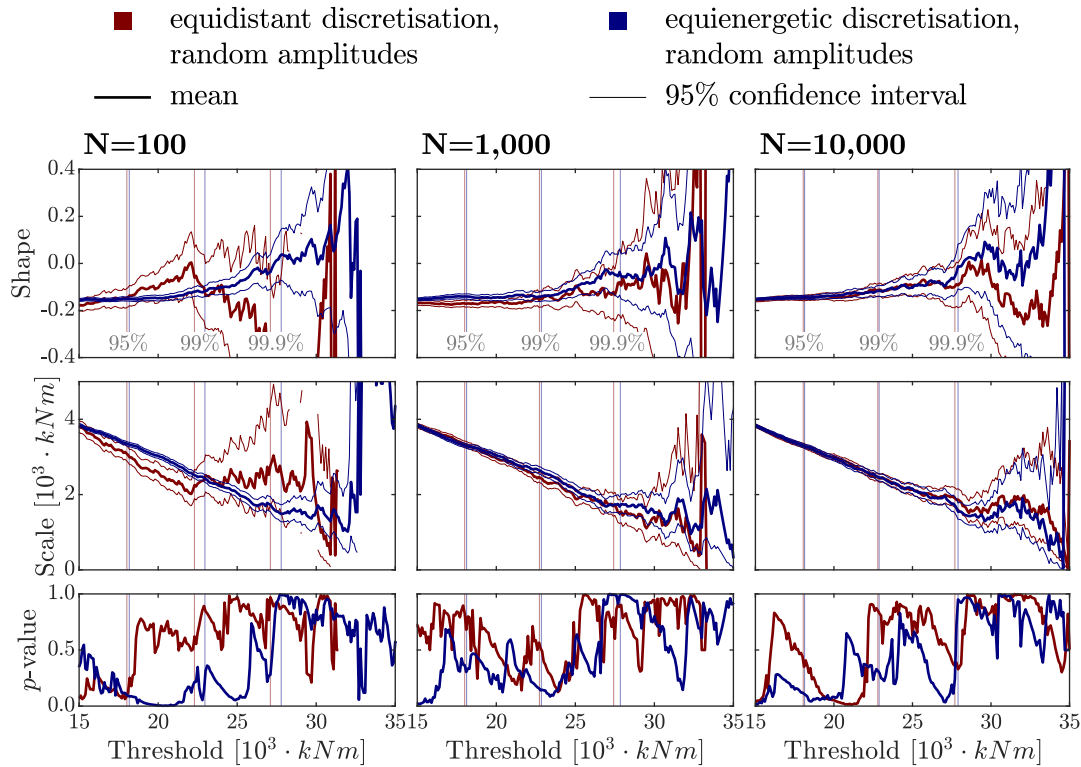 equidistant discretisation,
random amplitudes
equienergetic discretisation,
random amplitudes
mean
95% confidence interval
N=100
N=1,000
N=10,000
Shape
0.4
0.2
0.0
-0.2
-0.4
95%
99%
99.9%
95%
99%
99.9%
95%
99%
99.9%
Scale [10³ · kNm]
4
2
0
p-value
1.0
0.5
0.0
15 20 25 30 35
15 20 25 30 35
15 20 25 30 35
Threshold [10³ · kNm]
Threshold [10³ · kNm]
Threshold [10³ · kNm]